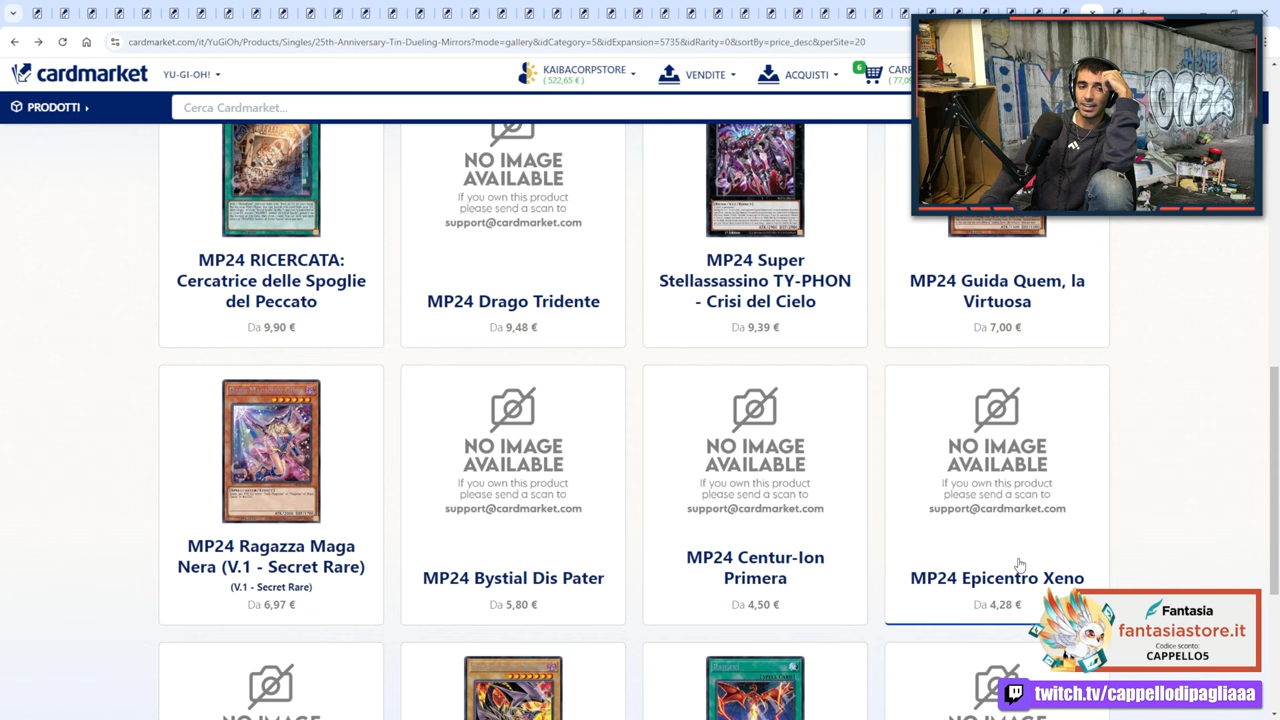 cardmarket.com/it/YuGiOh/Products/Singles/25th-Anniversary-Tin-Dueling-Mirrors?mode=gallery&idCategory=5&idExpansion=5735&idRarity=0&sortBy=price_desc&perSite=20
cardmarket
YU-GI-OH!
KAIBACORPSTORE
( 522,65 € )
VENDITE
ACQUISTI
6
PRODOTTI
Cerca Cardmarket...
NO IMAGE
AVAILABLE
If you own this product
please send a scan to
support@cardmarket.com
MP24 RICERCATA:
Cercatrice delle Spoglie
del Peccato
Da 9,90 €
MP24 Drago Tridente
Da 9,48 €
MP24 Super
Stellassassino TY-PHON
- Crisi del Cielo
Da 9,39 €
MP24 Guida Quem, la
Virtuosa
Da 7,00 €
MP24 Ragazza Maga
Nera (V.1 - Secret Rare)
(V.1 - Secret Rare)
Da 6,97 €
NO IMAGE
AVAILABLE
If you own this product
please send a scan to
support@cardmarket.com
MP24 Bystial Dis Pater
Da 5,80 €
NO IMAGE
AVAILABLE
If you own this product
please send a scan to
support@cardmarket.com
MP24 Centur-Ion
Primera
Da 4,50 €
NO IMAGE
AVAILABLE
If you own this product
please send a scan to
support@cardmarket.com
MP24 Epicentro Xeno
Da 4,28 €
Fantasia
fantasiastore.it
Codice sconto:
CAPPELLO5
twitch.tv/cappellodipagliaaa